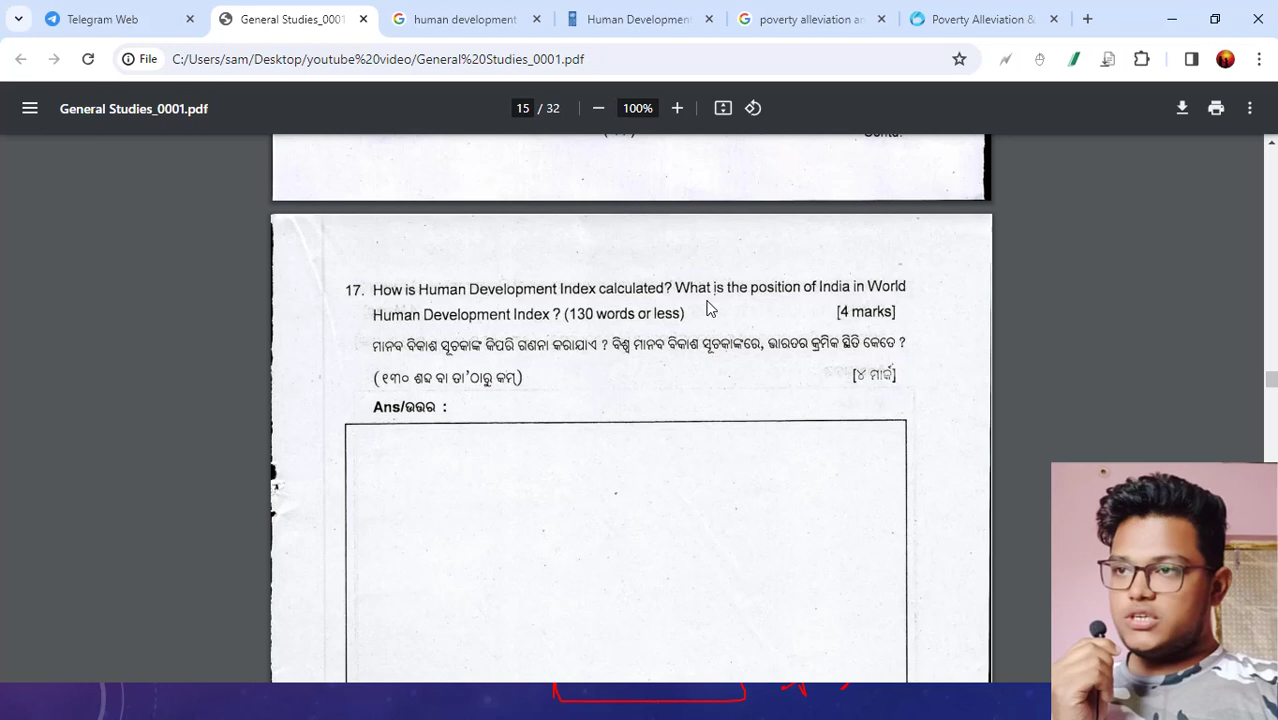 Telegram Web
General Studies_0001
human development
Human Development
poverty alleviation a
Poverty Alleviation &
File
C:/Users/sam/Desktop/youtube%20video/General%20Studies_0001.pdf
General Studies_0001.pdf
15 / 32
100%
Contd.
17. How is Human Development Index calculated? What is the position of India in World
Human Development Index ? (130 words or less) [4 marks]
ମାନବ ବିକାଶ ସୂଚକାଙ୍କ କିପରି ଗଣନା କରାଯାଏ ? ବିଶ୍ୱ ମାନବ ବିକାଶ ସୂଚକାଙ୍କରେ, ଭାରତର କ୍ରମିକ ସ୍ଥିତି କେତେ ?
(୧୩୦ ଶବ୍ଦ ବା ତା'ଠାରୁ କମ୍) [୪ ମାର୍କ]
Ans/ଉତ୍ତର :